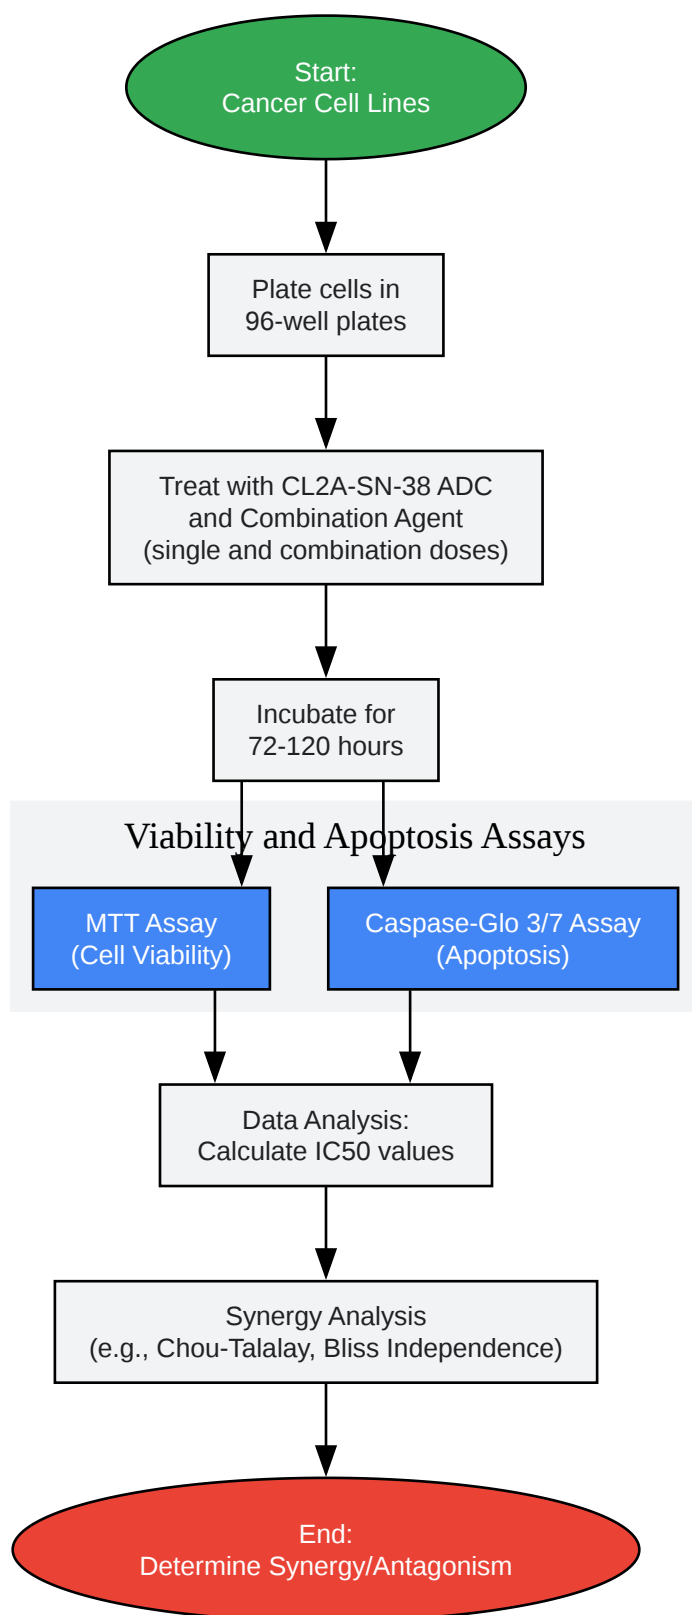 Start:
Cancer Cell Lines
Plate cells in
96-well plates
Treat with CL2A-SN-38 ADC
and Combination Agent
(single and combination doses)
Incubate for
72-120 hours
Viability and Apoptosis Assays
MTT Assay
(Cell Viability)
Caspase-Glo 3/7 Assay
(Apoptosis)
Data Analysis:
Calculate IC50 values
Synergy Analysis
(e.g., Chou-Talalay, Bliss Independence)
End:
Determine Synergy/Antagonism